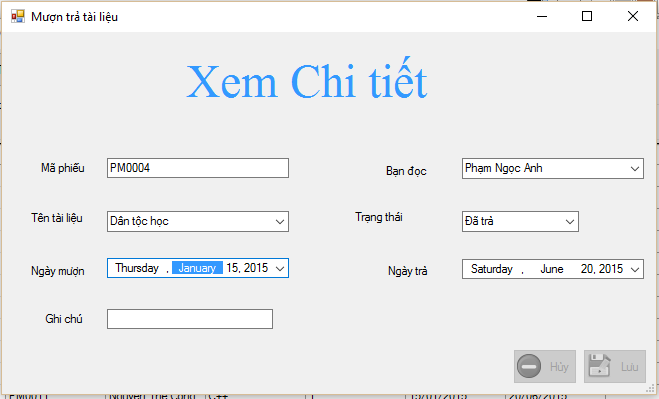 Mượn trả tài liệu
Xem Chi tiết
Mã phiếu PM0004 Bạn đọc Phạm Ngọc Anh
Tên tài liệu Dân tộc học Trạng thái Đã trả
Ngày mượn Thursday , January 15, 2015 Ngày trả Saturday , June 20, 2015
Ghi chú
Hủy Lưu